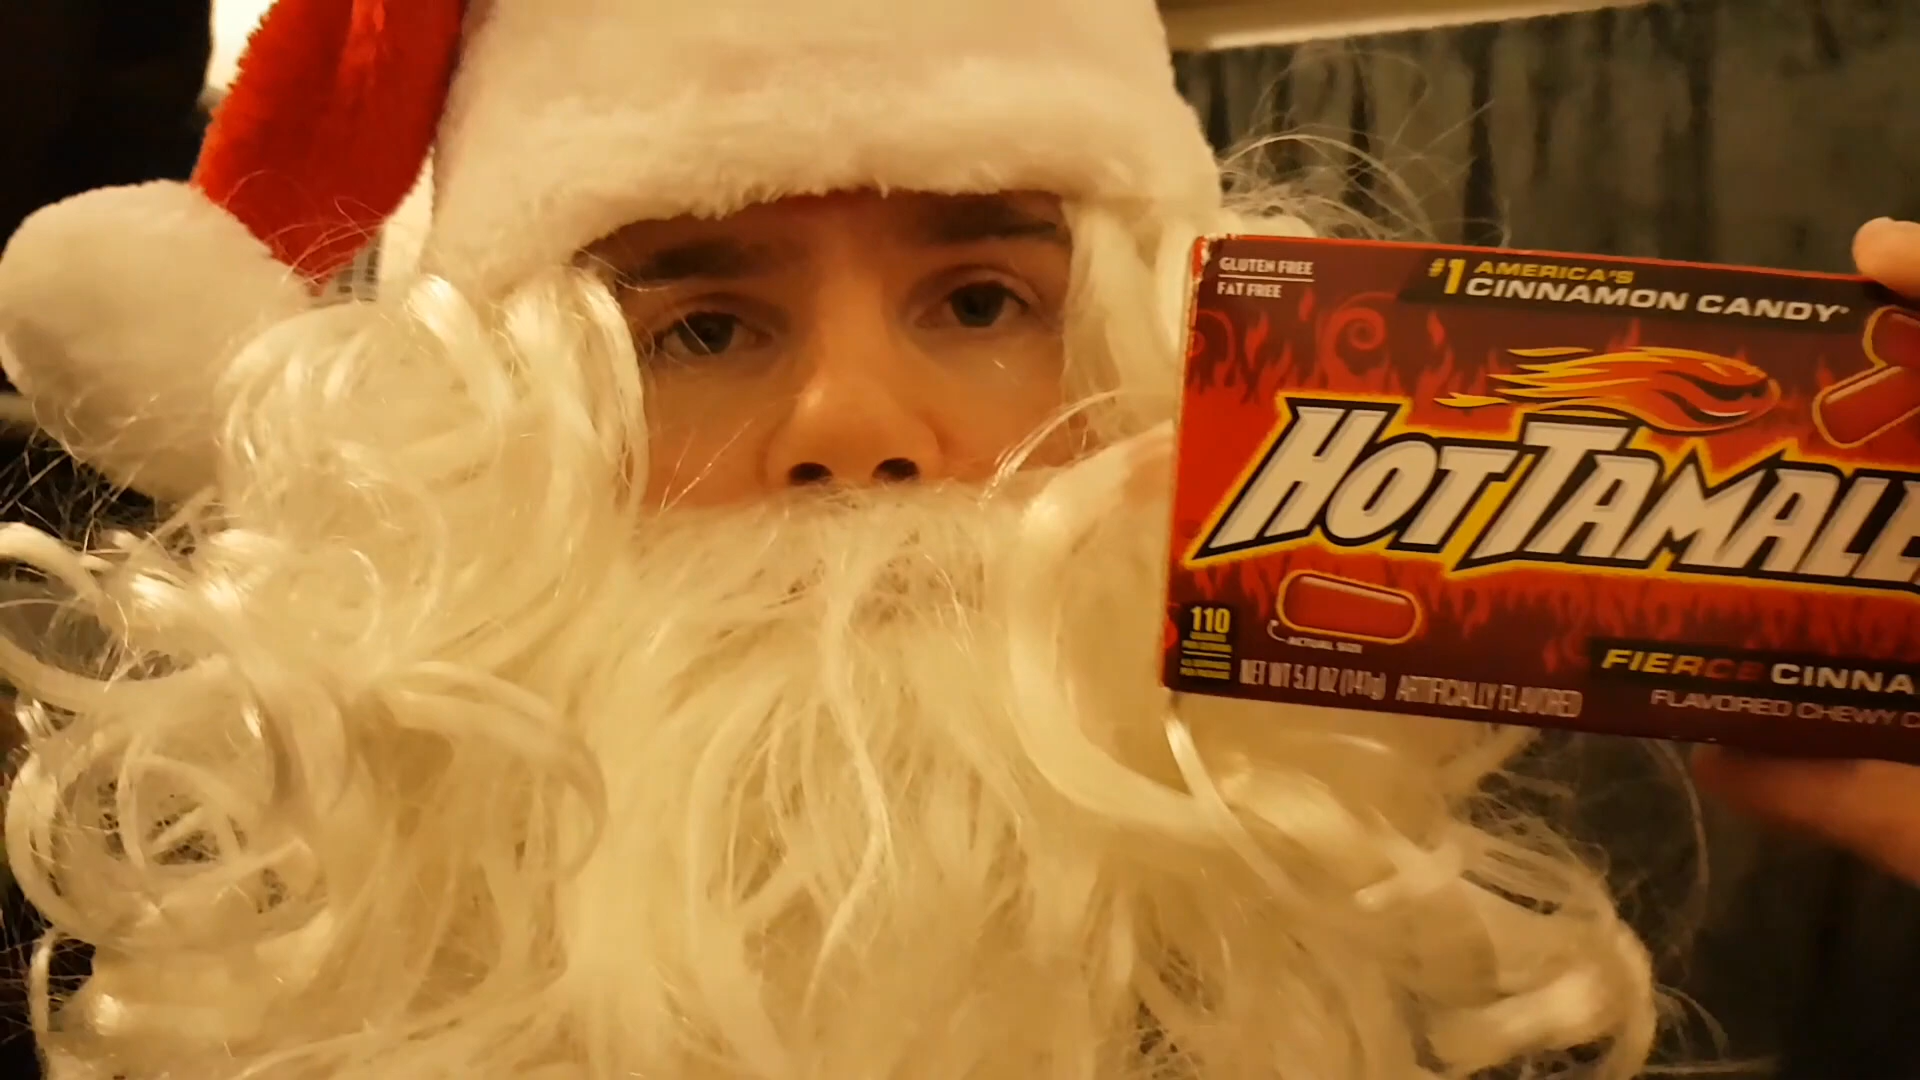 GLUTEN FREE
FAT FREE
#1 AMERICA'S
CINNAMON CANDY*
HOT TAMALE
110
ACTUAL SIZE
NET WT 5.0 OZ (141g) ARTIFICIALLY FLAVORED
FIERCE CINNA
FLAVORED CHEWY C